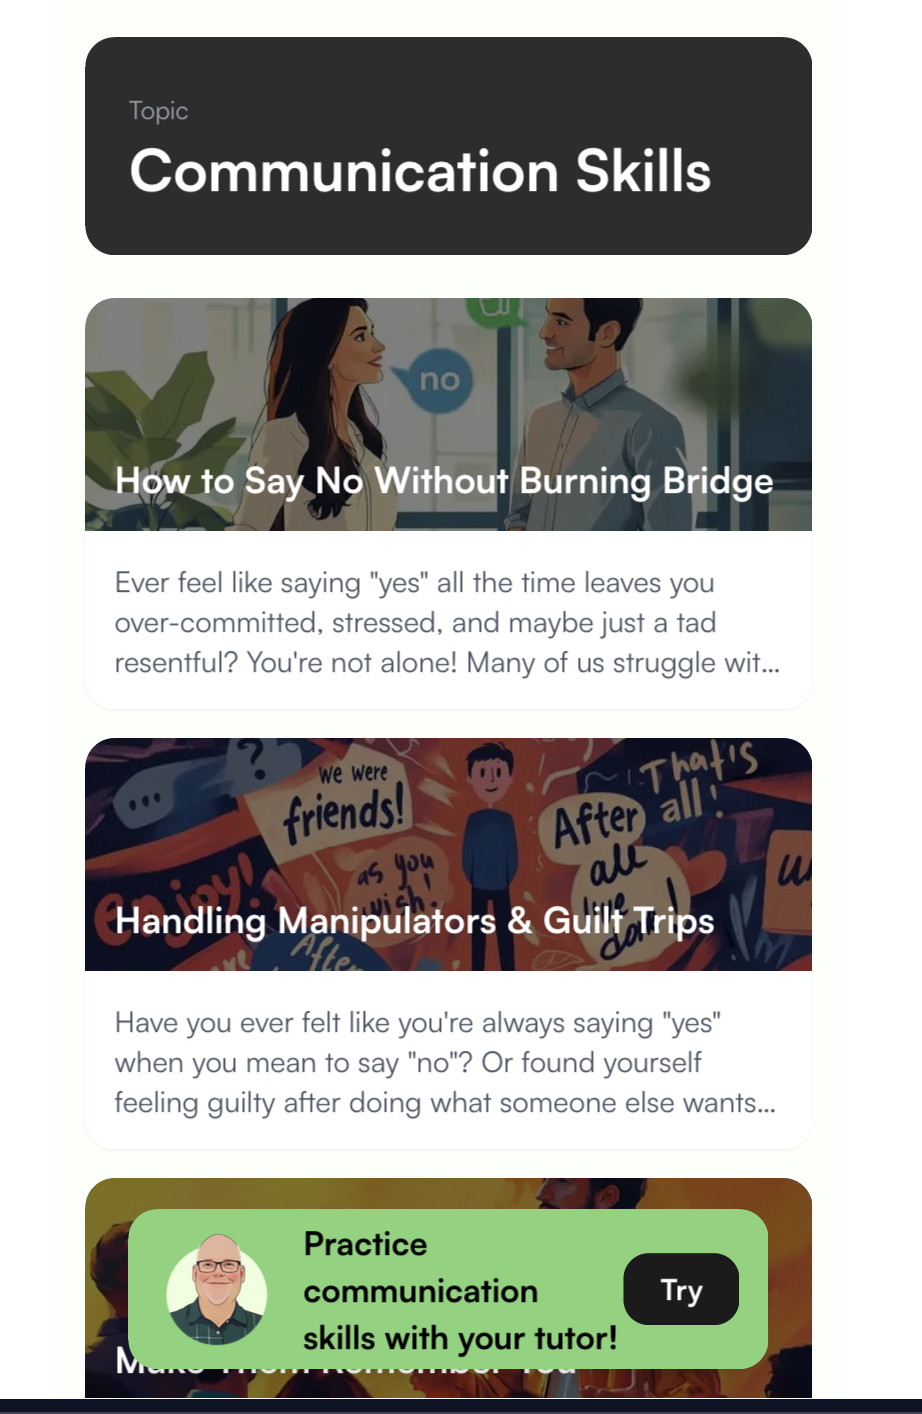 Topic
Communication Skills
no
How to Say No Without Burning Bridge
Ever feel like saying "yes" all the time leaves you
over-committed, stressed, and maybe just a tad
resentful? You're not alone! Many of us struggle wit...
?
...
We were
friends!
as you
wish!
Enjoy!
After
all
That's
all!
After
Handling Manipulators & Guilt Trips
Have you ever felt like you're always saying "yes"
when you mean to say "no"? Or found yourself
feeling guilty after doing what someone else wants...
Practice
communication
skills with your tutor!
Try
Make Them Remember You